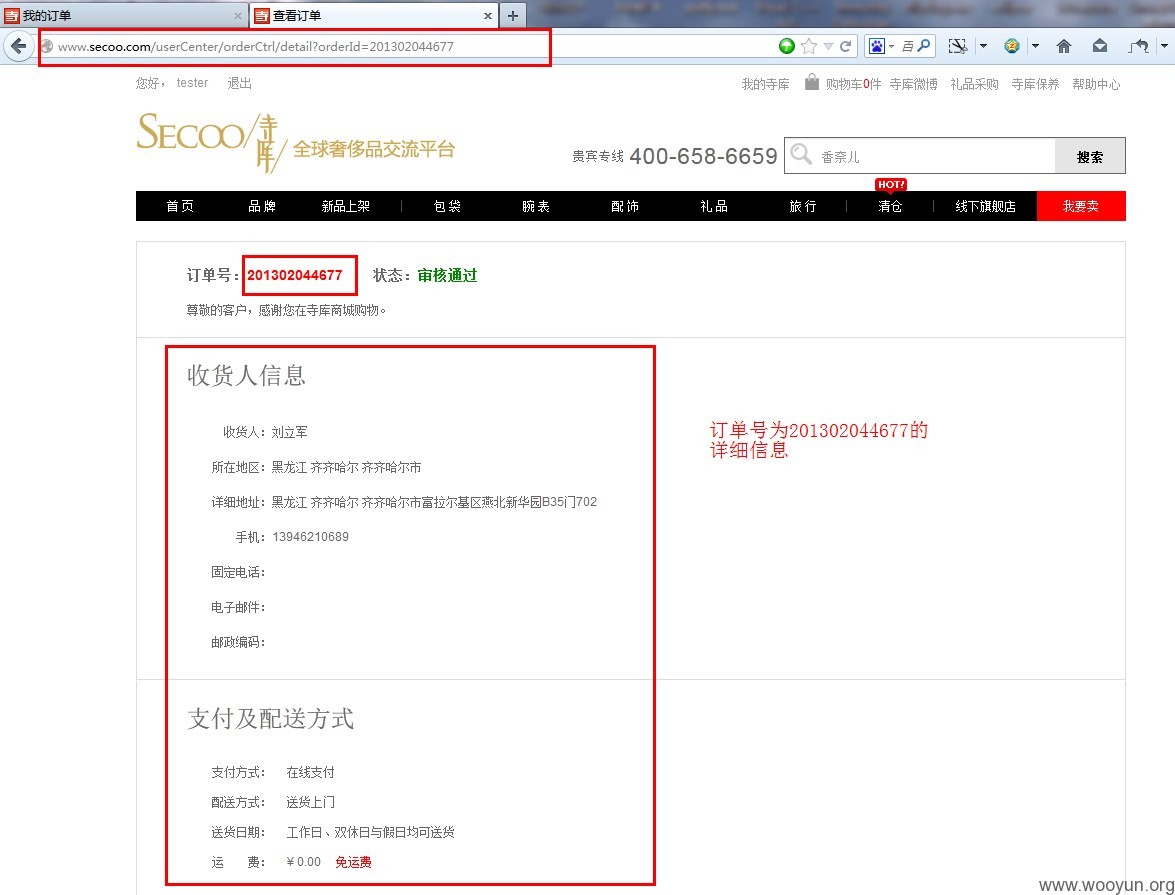 我的订单
查看订单
www.secoo.com/userCenter/orderCtrl/detail?orderId=201302044677
您好， tester 退出
我的寺库 购物车0件 寺库微博 礼品采购 寺库保养 帮助中心
SECOO/寺库/ 全球奢侈品交流平台
贵宾专线 400-658-6659
香奈儿
搜索
HOT!
首页 品牌 新品上架 包袋 腕表 配饰 礼品 旅行 清仓 线下旗舰店 我要卖
订单号：201302044677 状态：审核通过
尊敬的客户，感谢您在寺库商城购物。
收货人信息
收货人：刘立军
所在地区：黑龙江 齐齐哈尔 齐齐哈尔市
详细地址：黑龙江 齐齐哈尔 齐齐哈尔市富拉尔基区燕北新华园B35门702
手机：13946210689
固定电话：
电子邮件：
邮政编码：
订单号为201302044677的
详细信息
支付及配送方式
支付方式： 在线支付
配送方式： 送货上门
送货日期： 工作日、双休日与假日均可送货
运 费： ￥0.00 免运费
www.wooyun.org